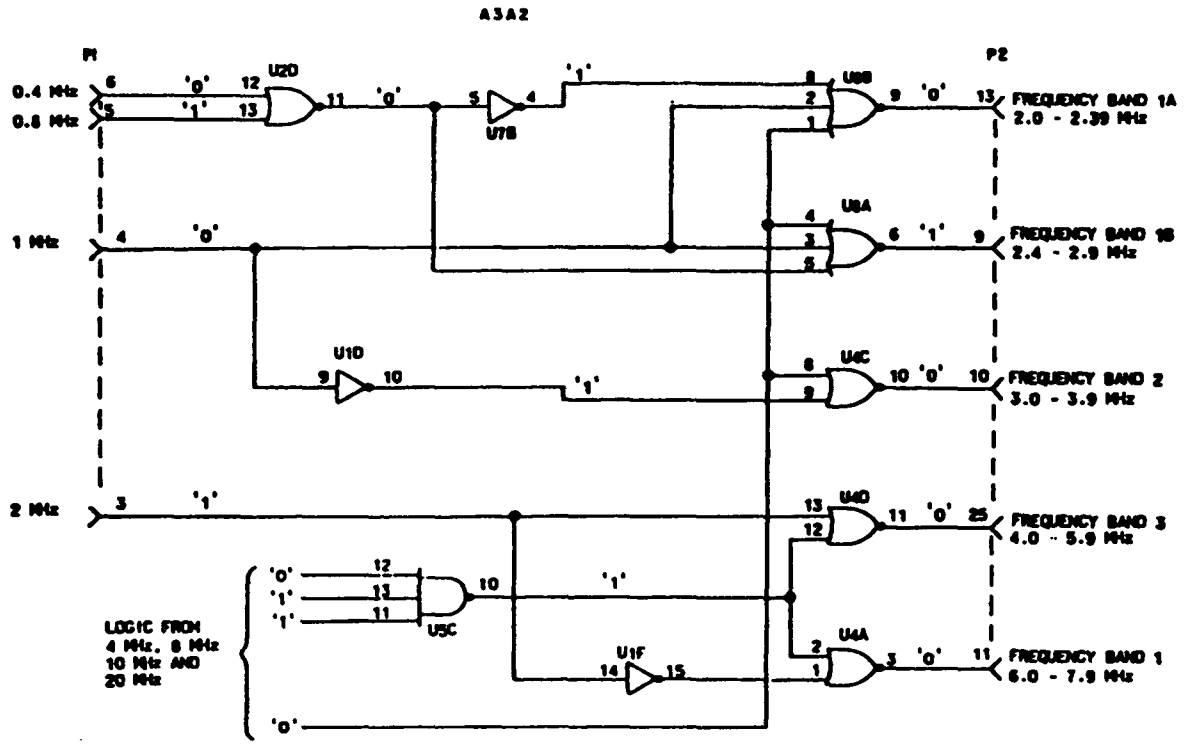 A3A2
P1
P2
0.4 MHz
6
'0'
12
U2D
11
'0'
5
4
'1'
U7B
0.8 MHz
5
'1'
13
8
2
1
U8B
9
'0'
13
FREQUENCY BAND 1A
2.0 - 2.39 MHz
1 MHz
4
'0'
4
3
5
U8A
6
'1'
9
FREQUENCY BAND 1B
2.4 - 2.9 MHz
U1D
9
10
'1'
8
9
U4C
10
'0'
10
FREQUENCY BAND 2
3.0 - 3.9 MHz
2 MHz
3
'1'
13
12
U4D
11
'0'
25
FREQUENCY BAND 3
4.0 - 5.9 MHz
LOGIC FROM
4 MHz, 8 MHz
10 MHz AND
20 MHz
'0'
12
'1'
13
'1'
11
U5C
10
'1'
U1F
14
15
2
1
U4A
3
'0'
11
FREQUENCY BAND 1
6.0 - 7.9 MHz
'0'